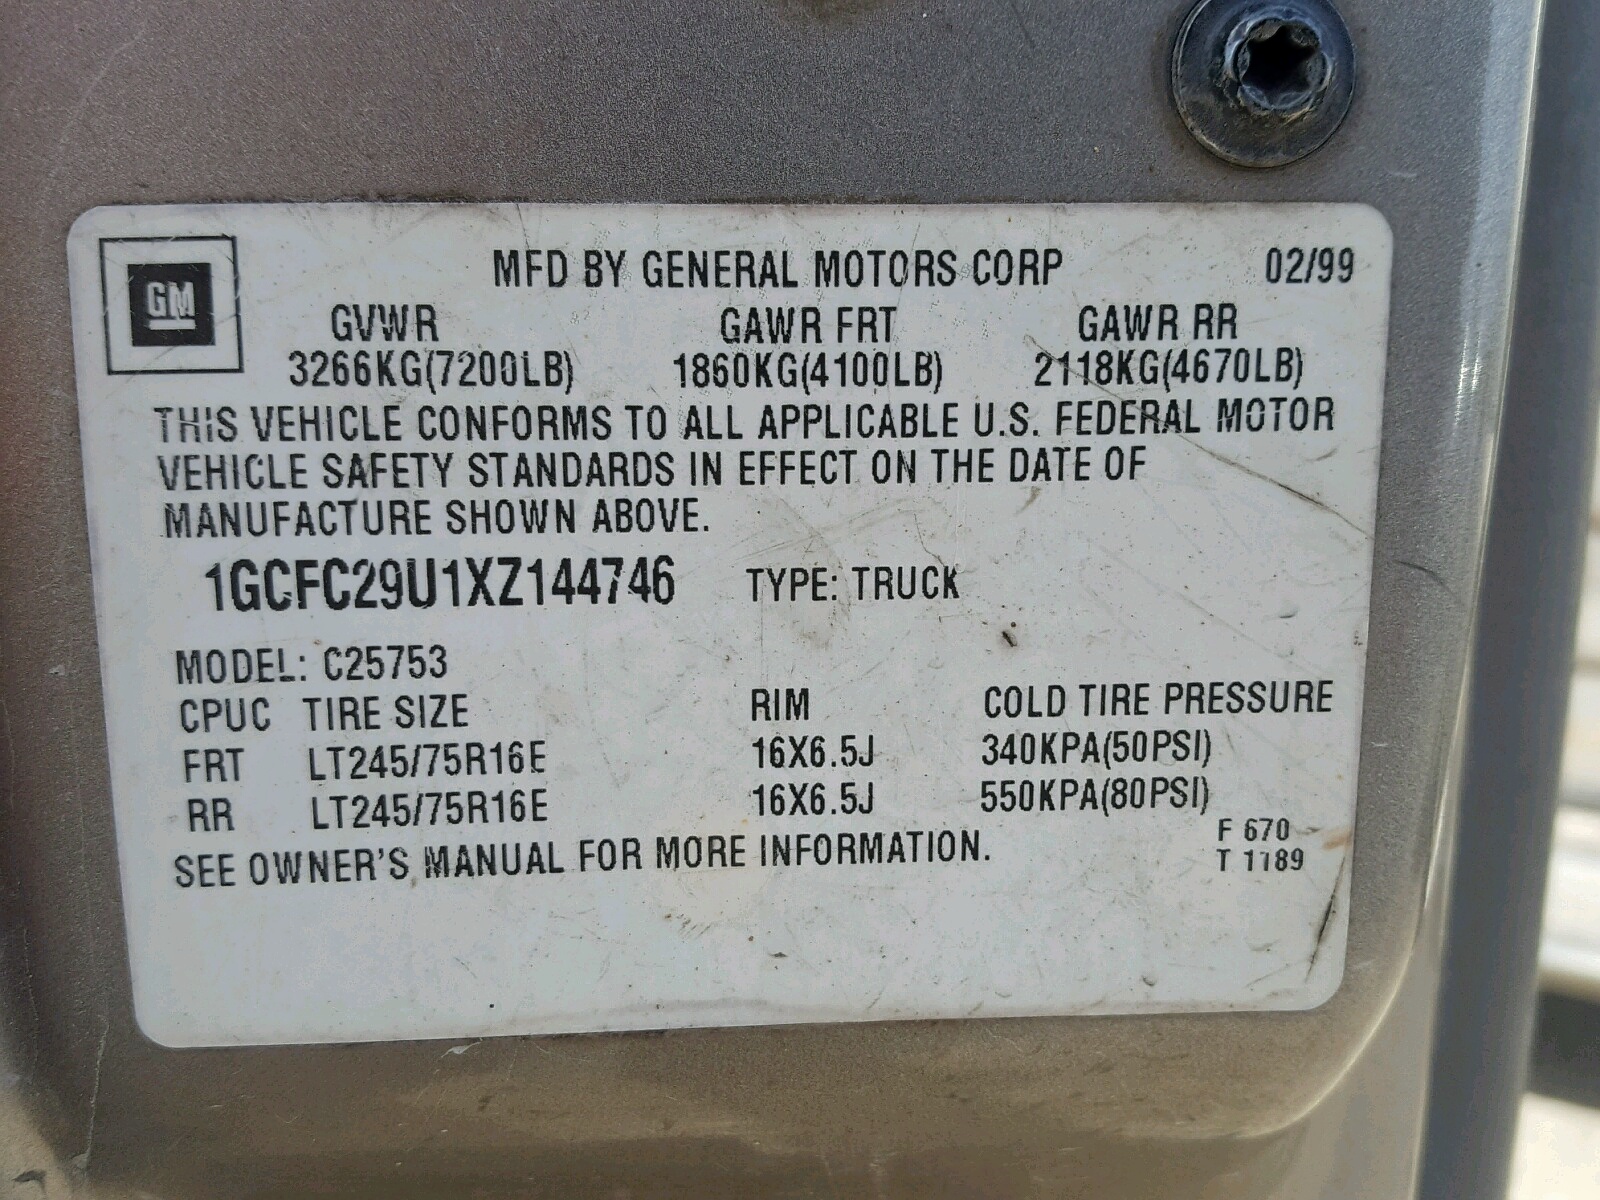 GM
MFD BY GENERAL MOTORS CORP 02/99
GVWR GAWR FRT GAWR RR
3266KG(7200LB) 1860KG(4100LB) 2118KG(4670LB)
THIS VEHICLE CONFORMS TO ALL APPLICABLE U.S. FEDERAL MOTOR
VEHICLE SAFETY STANDARDS IN EFFECT ON THE DATE OF
MANUFACTURE SHOWN ABOVE.
1GCFC29U1XZ144746 TYPE: TRUCK
MODEL: C25753
CPUC TIRE SIZE RIM COLD TIRE PRESSURE
FRT LT245/75R16E 16X6.5J 340KPA(50PSI)
RR LT245/75R16E 16X6.5J 550KPA(80PSI)
SEE OWNER'S MANUAL FOR MORE INFORMATION.
F 670
T 1189